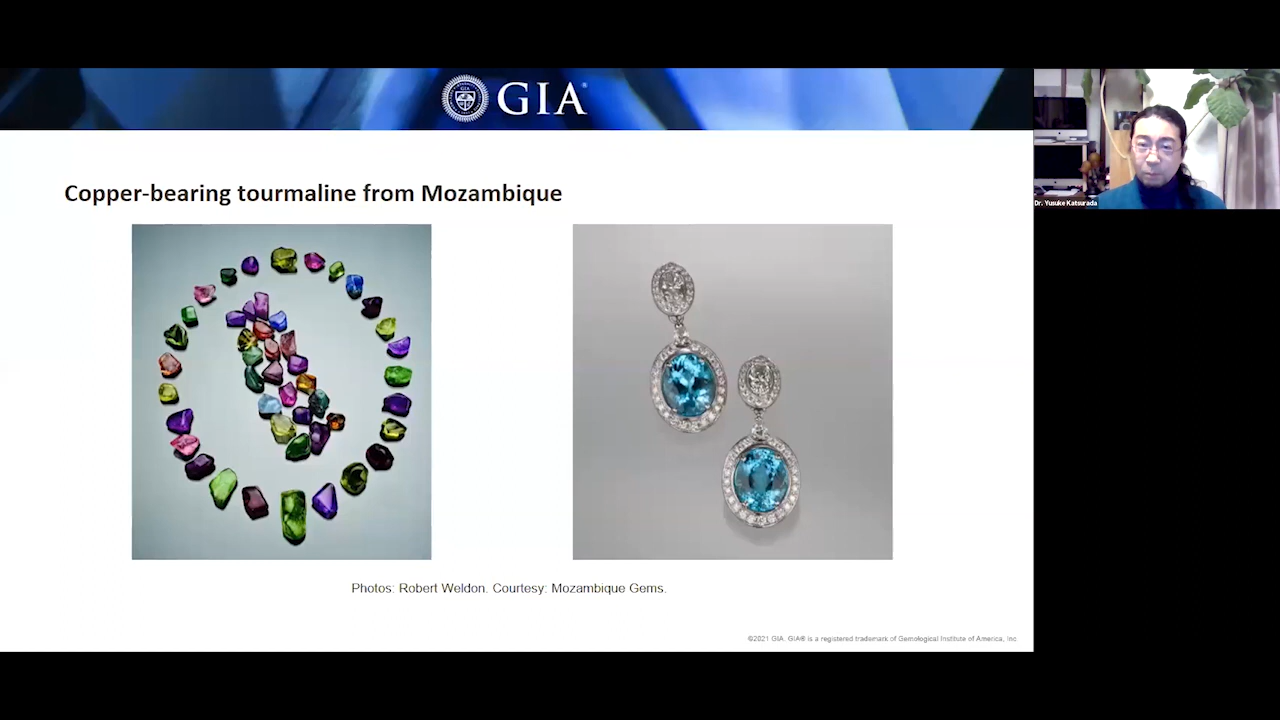 GIA®
Copper-bearing tourmaline from Mozambique
Dr. Yusuke Katsurada
Photos: Robert Weldon. Courtesy: Mozambique Gems.
©2021 GIA. GIA® is a registered trademark of Gemological Institute of America, Inc